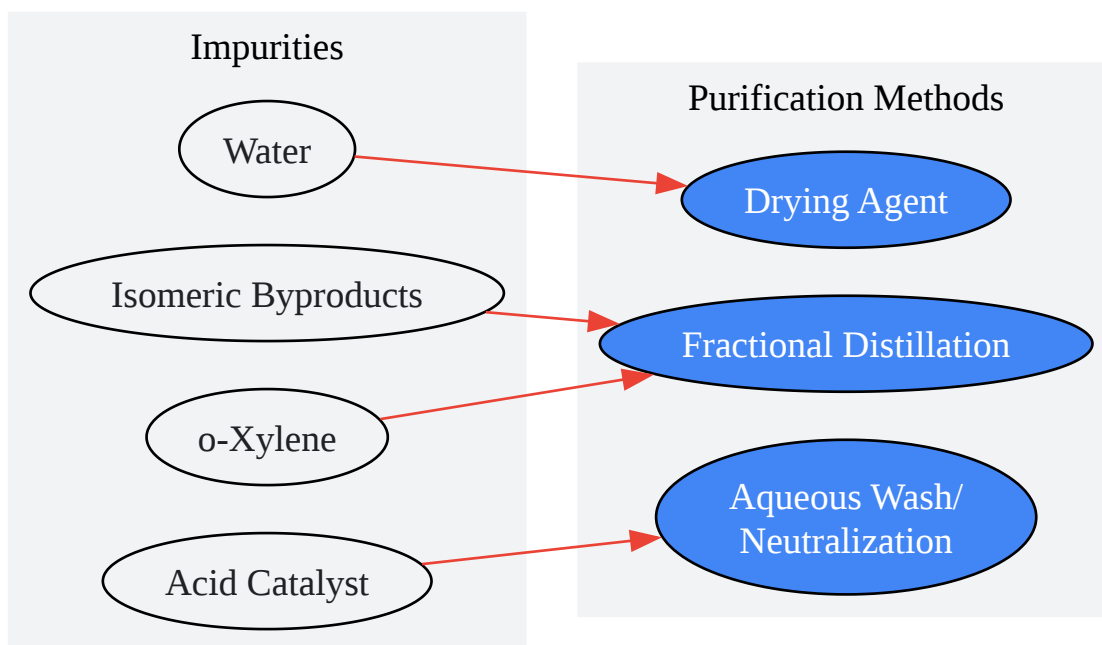 Impurities
Water
Isomeric Byproducts
o-Xylene
Acid Catalyst
Purification Methods
Drying Agent
Fractional Distillation
Aqueous Wash/
Neutralization